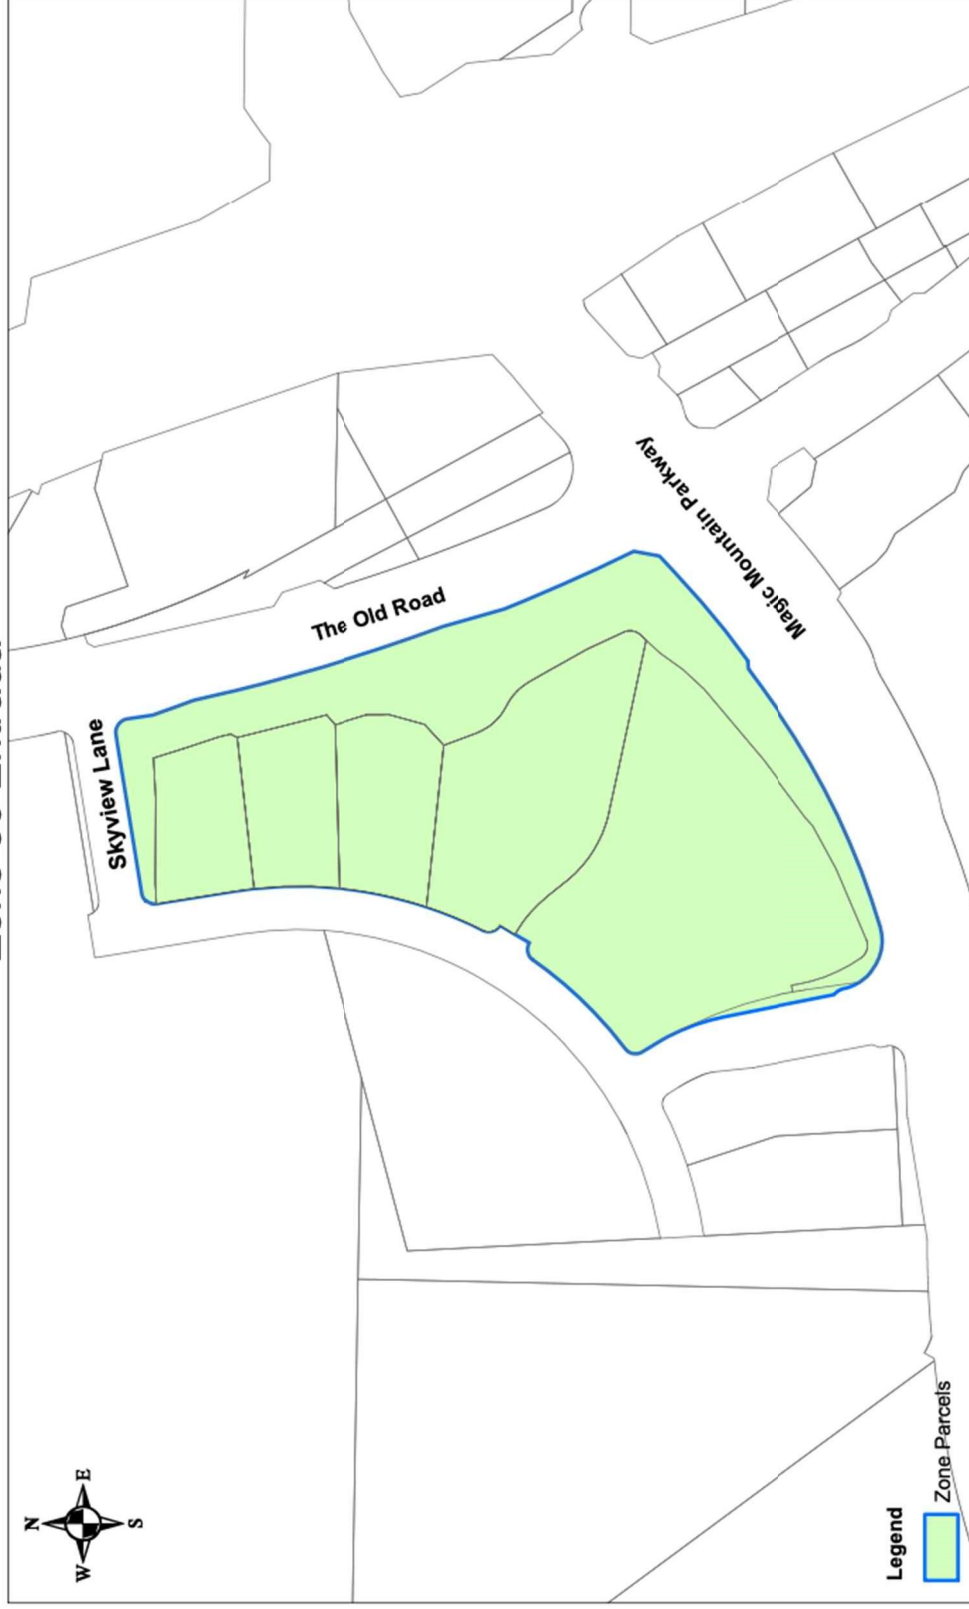 Skyview Lane
The Old Road
Magic Mountain Parkway
N
W
E
S
Legend
Zone Parcels